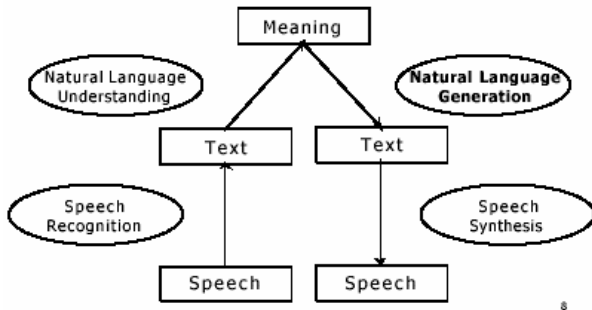 Meaning
Natural Language
Understanding
Natural Language
Generation
Text
Text
Speech
Recognition
Speech
Synthesis
Speech
Speech
8